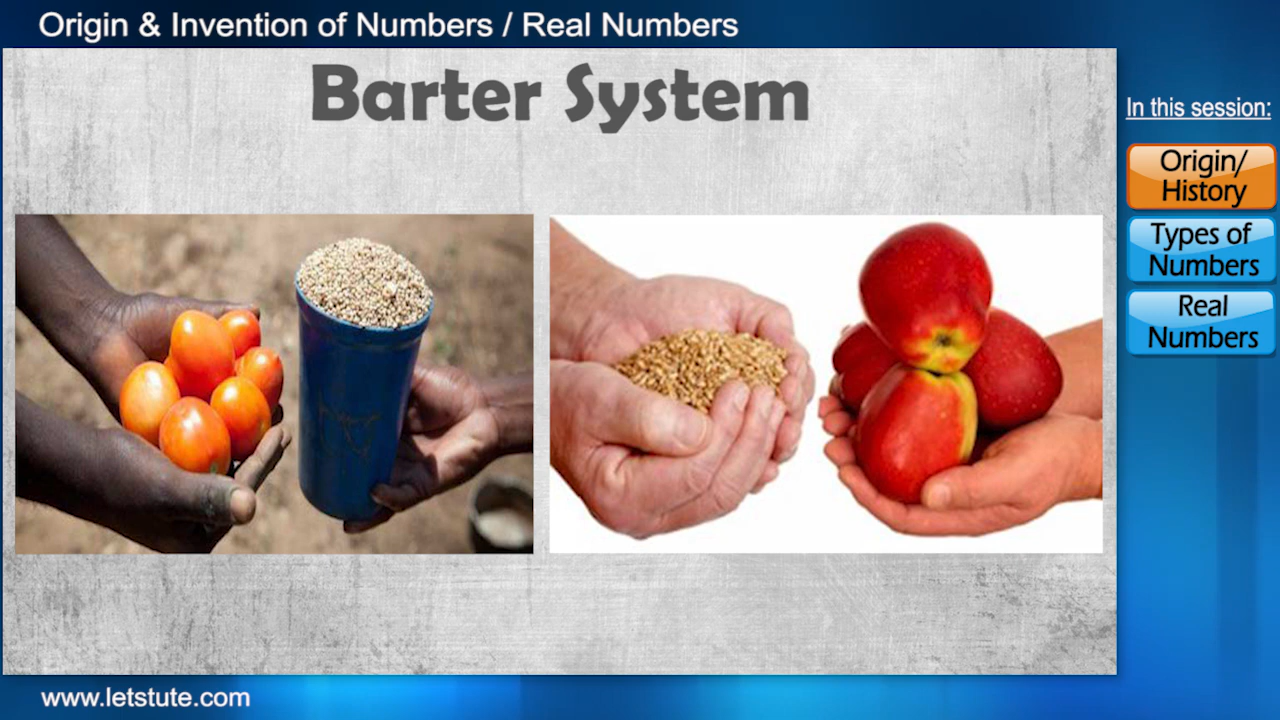 Origin & Invention of Numbers / Real Numbers
Barter System
In this session:
Origin/
History
Types of
Numbers
Real
Numbers
www.letstute.com